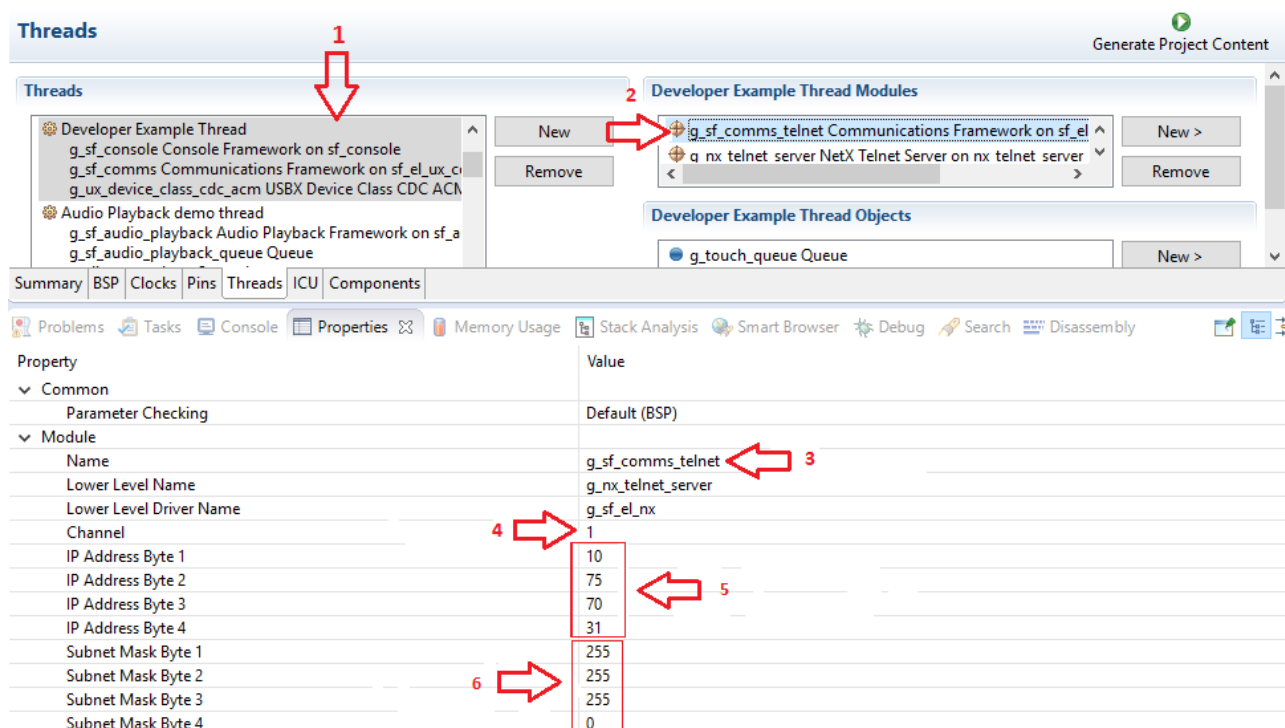 Threads
1
Generate Project Content
Threads
2
Developer Example Thread Modules
Developer Example Thread
g_sf_console Console Framework on sf_console
g_sf_comms Communications Framework on sf_el_ux_c
g_ux_device_class_cdc_acm USBX Device Class CDC ACM
Audio Playback demo thread
g_sf_audio_playback Audio Playback Framework on sf_a
g_sf_audio_playback_queue Queue
New
Remove
g_sf_comms_telnet Communications Framework on sf_el
g_nx_telnet_server NetX Telnet Server on nx_telnet_server
New >
Remove
Developer Example Thread Objects
g_touch_queue Queue
New >
Summary BSP Clocks Pins Threads ICU Components
Problems Tasks Console Properties Memory Usage Stack Analysis Smart Browser Debug Search Disassembly
Property Value
Common
Parameter Checking Default (BSP)
Module
Name g_sf_comms_telnet 3
Lower Level Name g_nx_telnet_server
Lower Level Driver Name g_sf_el_nx
Channel 4 1
IP Address Byte 1 10
IP Address Byte 2 75
5
IP Address Byte 3 70
IP Address Byte 4 31
Subnet Mask Byte 1 255
Subnet Mask Byte 2 255
6
Subnet Mask Byte 3 255
Subnet Mask Byte 4 0